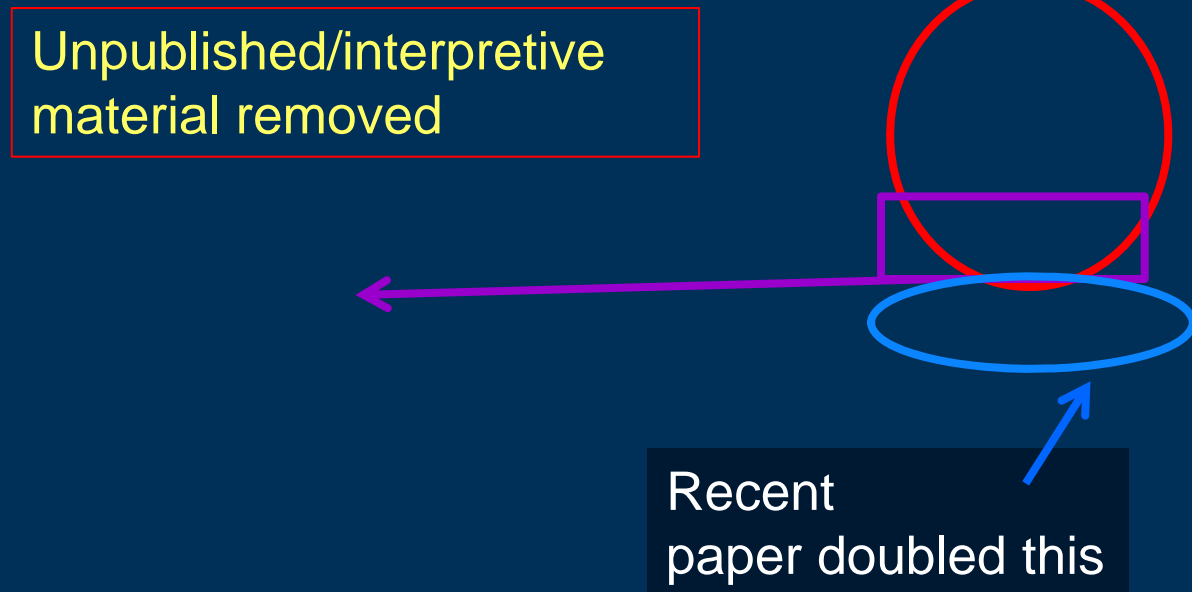 Unpublished/interpretive
material removed
Recent
paper doubled this